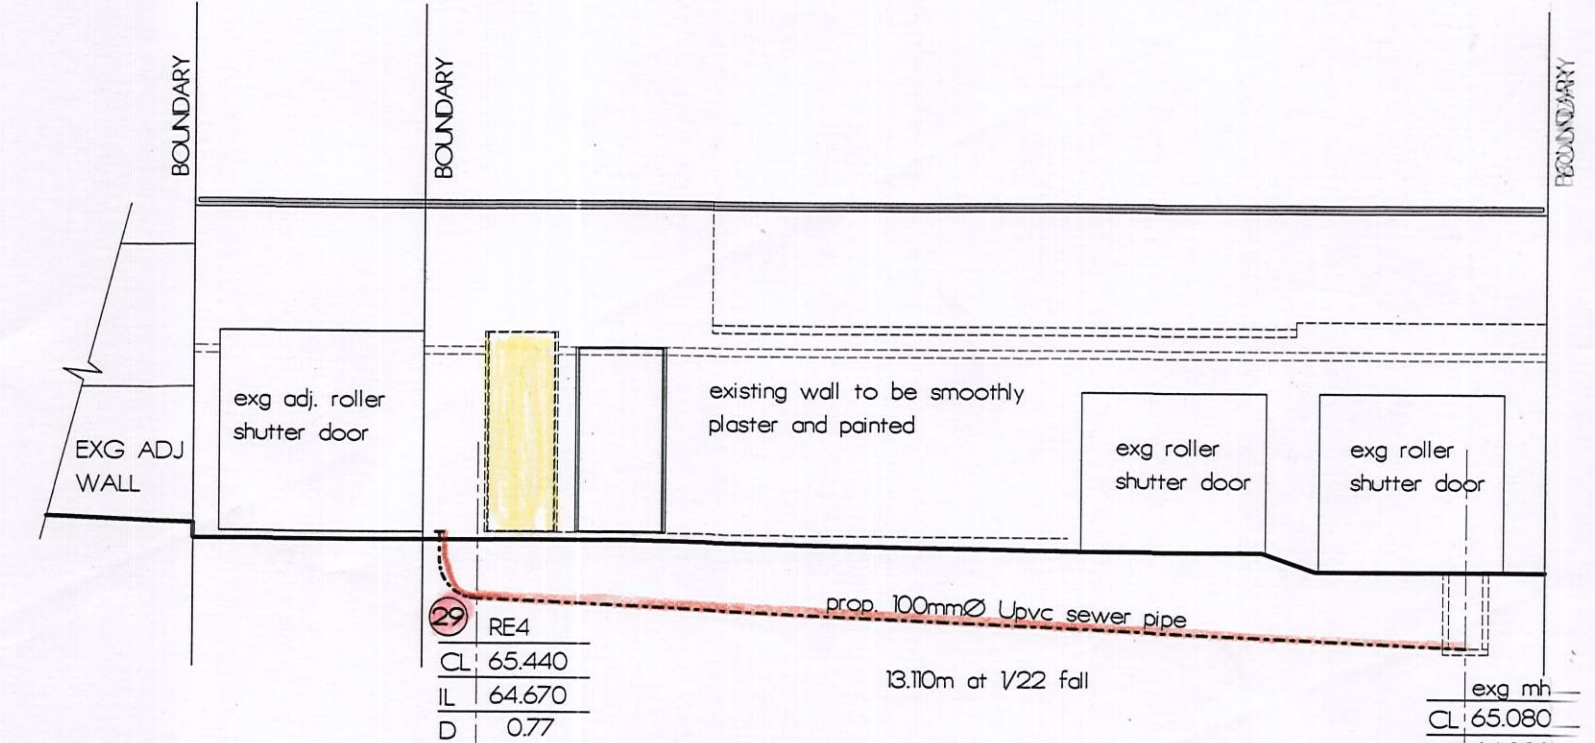 BOUNDARY
BOUNDARY
BOUNDARY
exg adj. roller
shutter door
EXG ADJ
WALL
existing wall to be smoothly
plaster and painted
exg roller
shutter door
exg roller
shutter door
prop. 100mmØ Upvc sewer pipe
13.110m at 1/22 fall
29
RE4
CL 65.440
IL 64.670
D 0.77
exg mh
CL 65.080